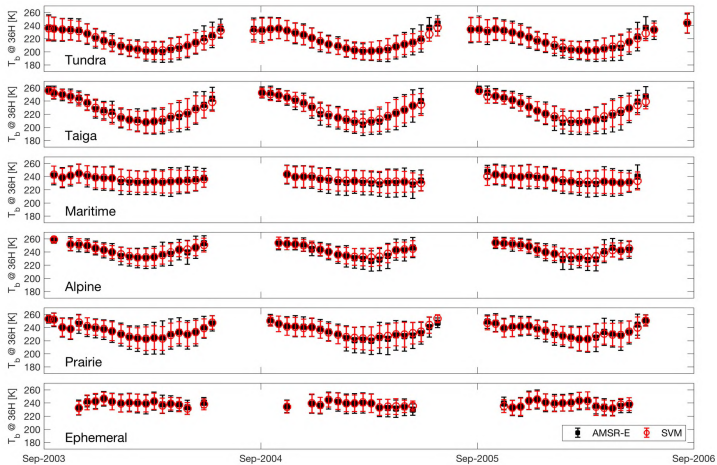 T_b @ 36H [K]
240
220
200
Tundra
T_b @ 36H [K]
260
240
220
200
180
Taiga
T_b @ 36H [K]
260
240
220
200
180
Maritime
T_b @ 36H [K]
260
240
220
200
180
Alpine
T_b @ 36H [K]
260
240
220
200
180
Prairie
T_b @ 36H [K]
260
240
220
200
180
Ephemeral
AMSR-E SVM
Sep-2003 Sep-2004 Sep-2005 Sep-2006